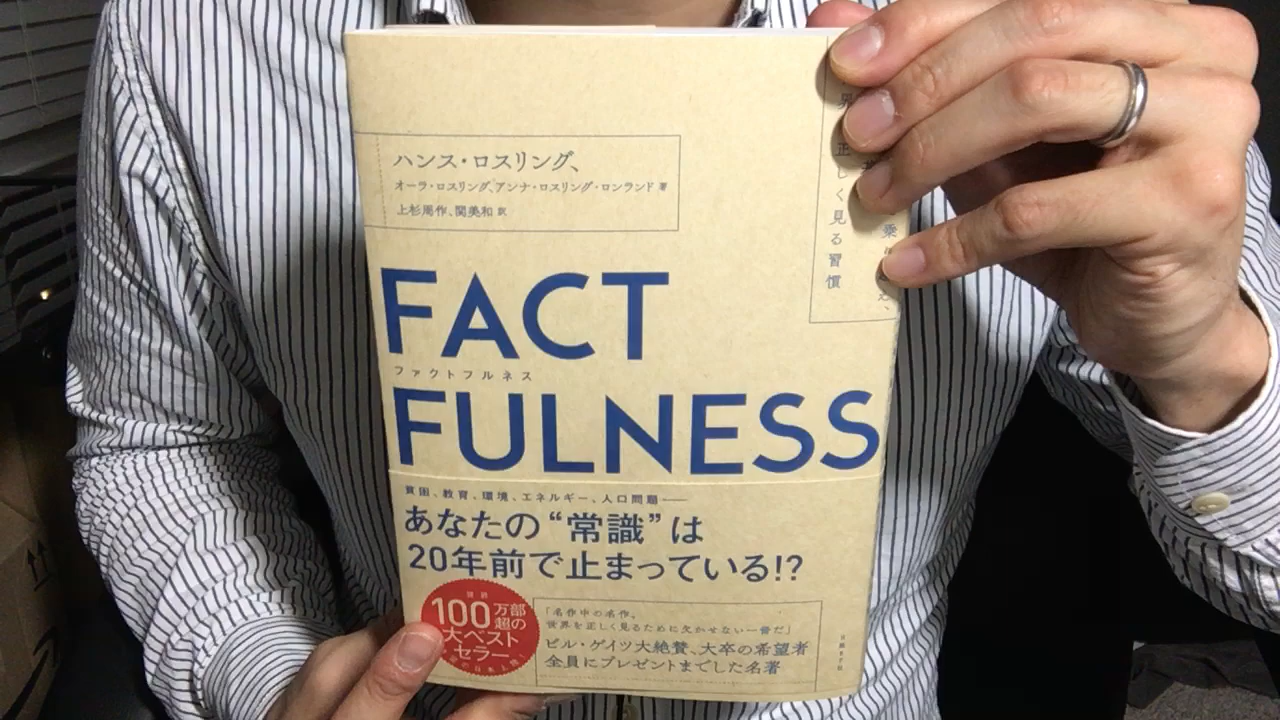 ハンス・ロスリング、
オーラ・ロスリング、アンナ・ロスリング・ロンランド 著
上杉周作、関美和 訳
正しく見る習慣
FACT
ファクトフルネス
FULNESS
貧困、教育、環境、エネルギー、人口問題――
あなたの“常識”は
20年前で止まっている!?
100万部
超の
大ベスト
セラー
「名作中の名作。
世界を正しく見るために欠かせない一冊だ」
ビル・ゲイツ大絶賛、大卒の希望者
全員にプレゼントまでした名著
日経BP社